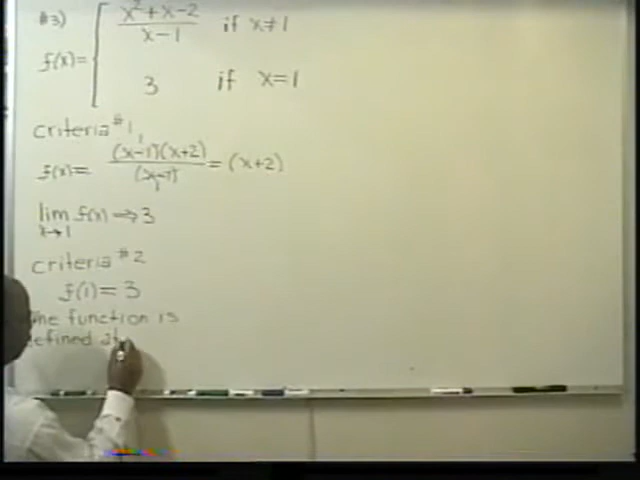 #3)
f(x)= x²+x-2 / x-1 if x≠1
3 if x=1
criteria #1
f(x)= (x-1)(x+2) / (x-1) = (x+2)
lim x→1 f(x) ⇒ 3
criteria #2
f(1)= 3
The function is
defined at